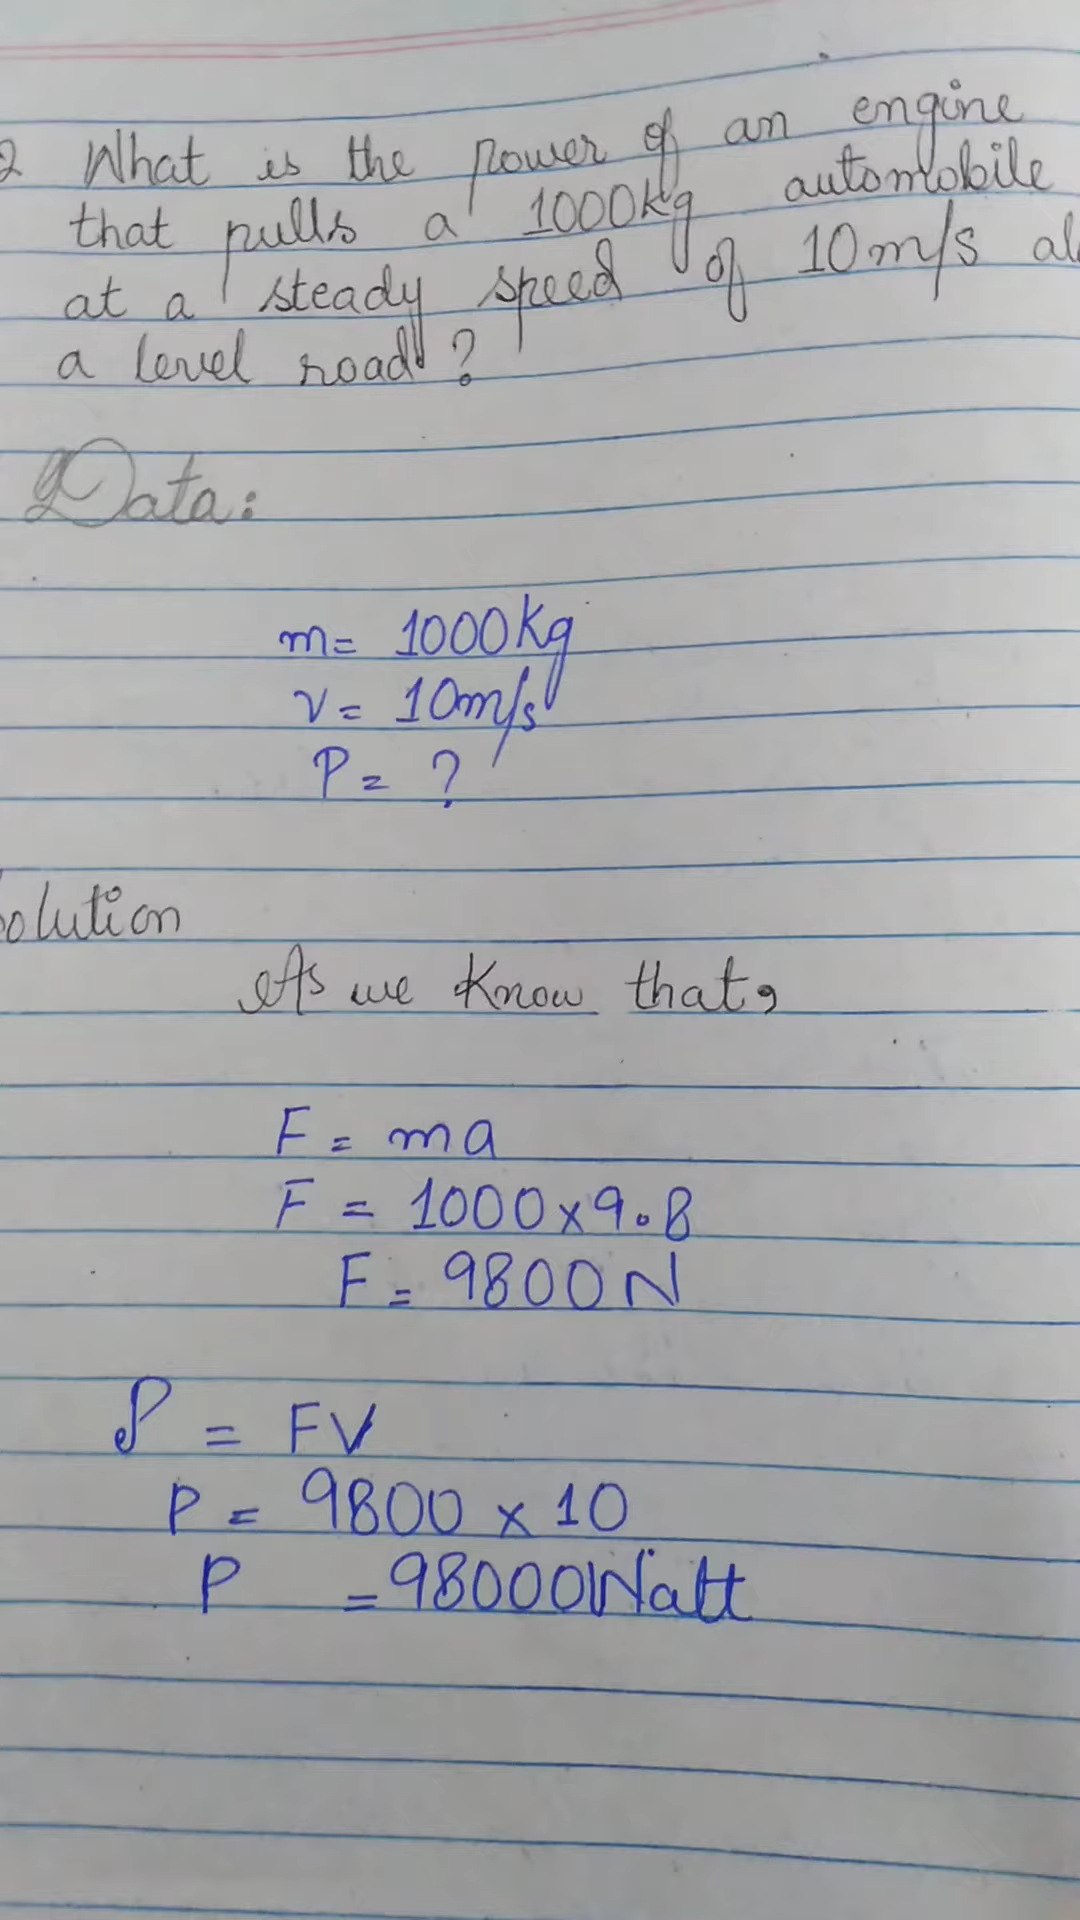 2 What is the power of an engine
that pulls a 1000Kg automobile
at a steady speed of 10m/s al
a level road?
Data:
m= 1000Kg
v= 10m/s
P= ?
olution
As we know that,
F = ma
F = 1000×9.8
F = 9800N
P = FV
P = 9800 × 10
P = 98000Watt